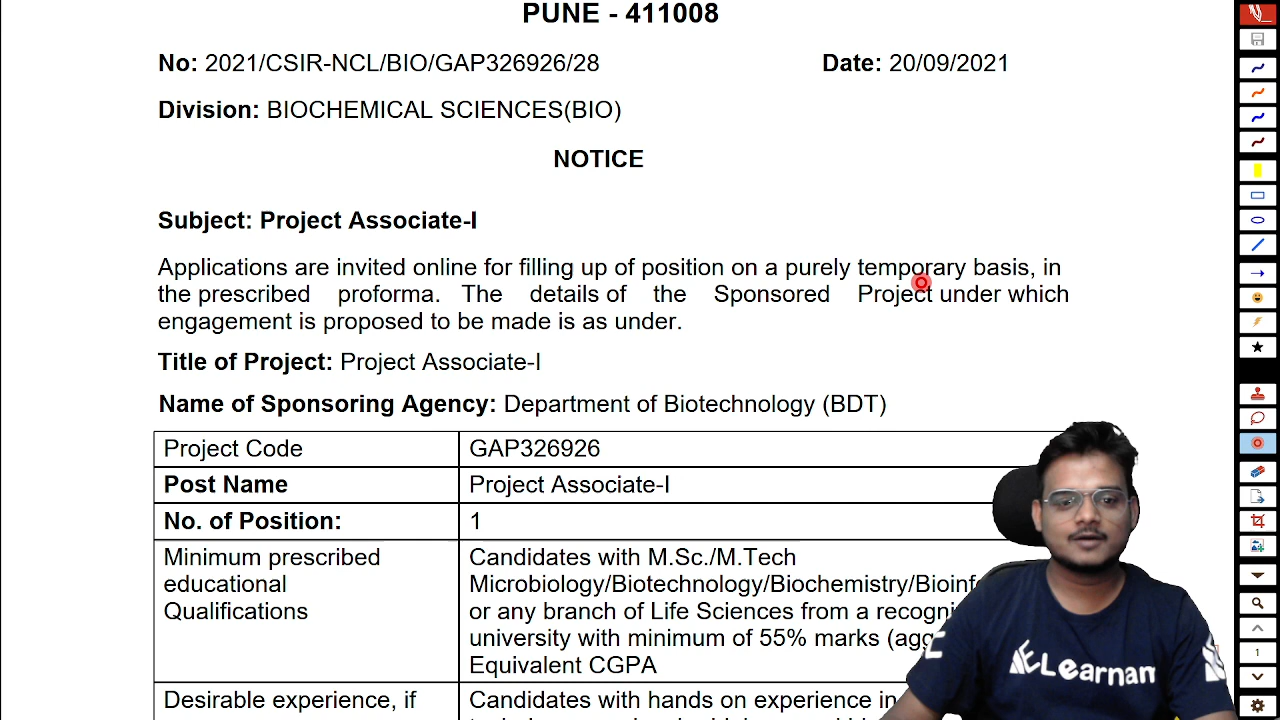 PUNE - 411008
No: 2021/CSIR-NCL/BIO/GAP326926/28 Date: 20/09/2021
Division: BIOCHEMICAL SCIENCES(BIO)
NOTICE
Subject: Project Associate-I
Applications are invited online for filling up of position on a purely temporary basis, in
the prescribed proforma. The details of the Sponsored Project under which
engagement is proposed to be made is as under.
Title of Project: Project Associate-I
Name of Sponsoring Agency: Department of Biotechnology (BDT)
Project Code GAP326926
Post Name Project Associate-I
No. of Position: 1
Minimum prescribed Candidates with M.Sc./M.Tech
educational Microbiology/Biotechnology/Biochemistry/Bioinf
Qualifications or any branch of Life Sciences from a recogni
university with minimum of 55% marks (agg
Equivalent CGPA
Desirable experience, if Candidates with hands on experience in
ELearnam
1